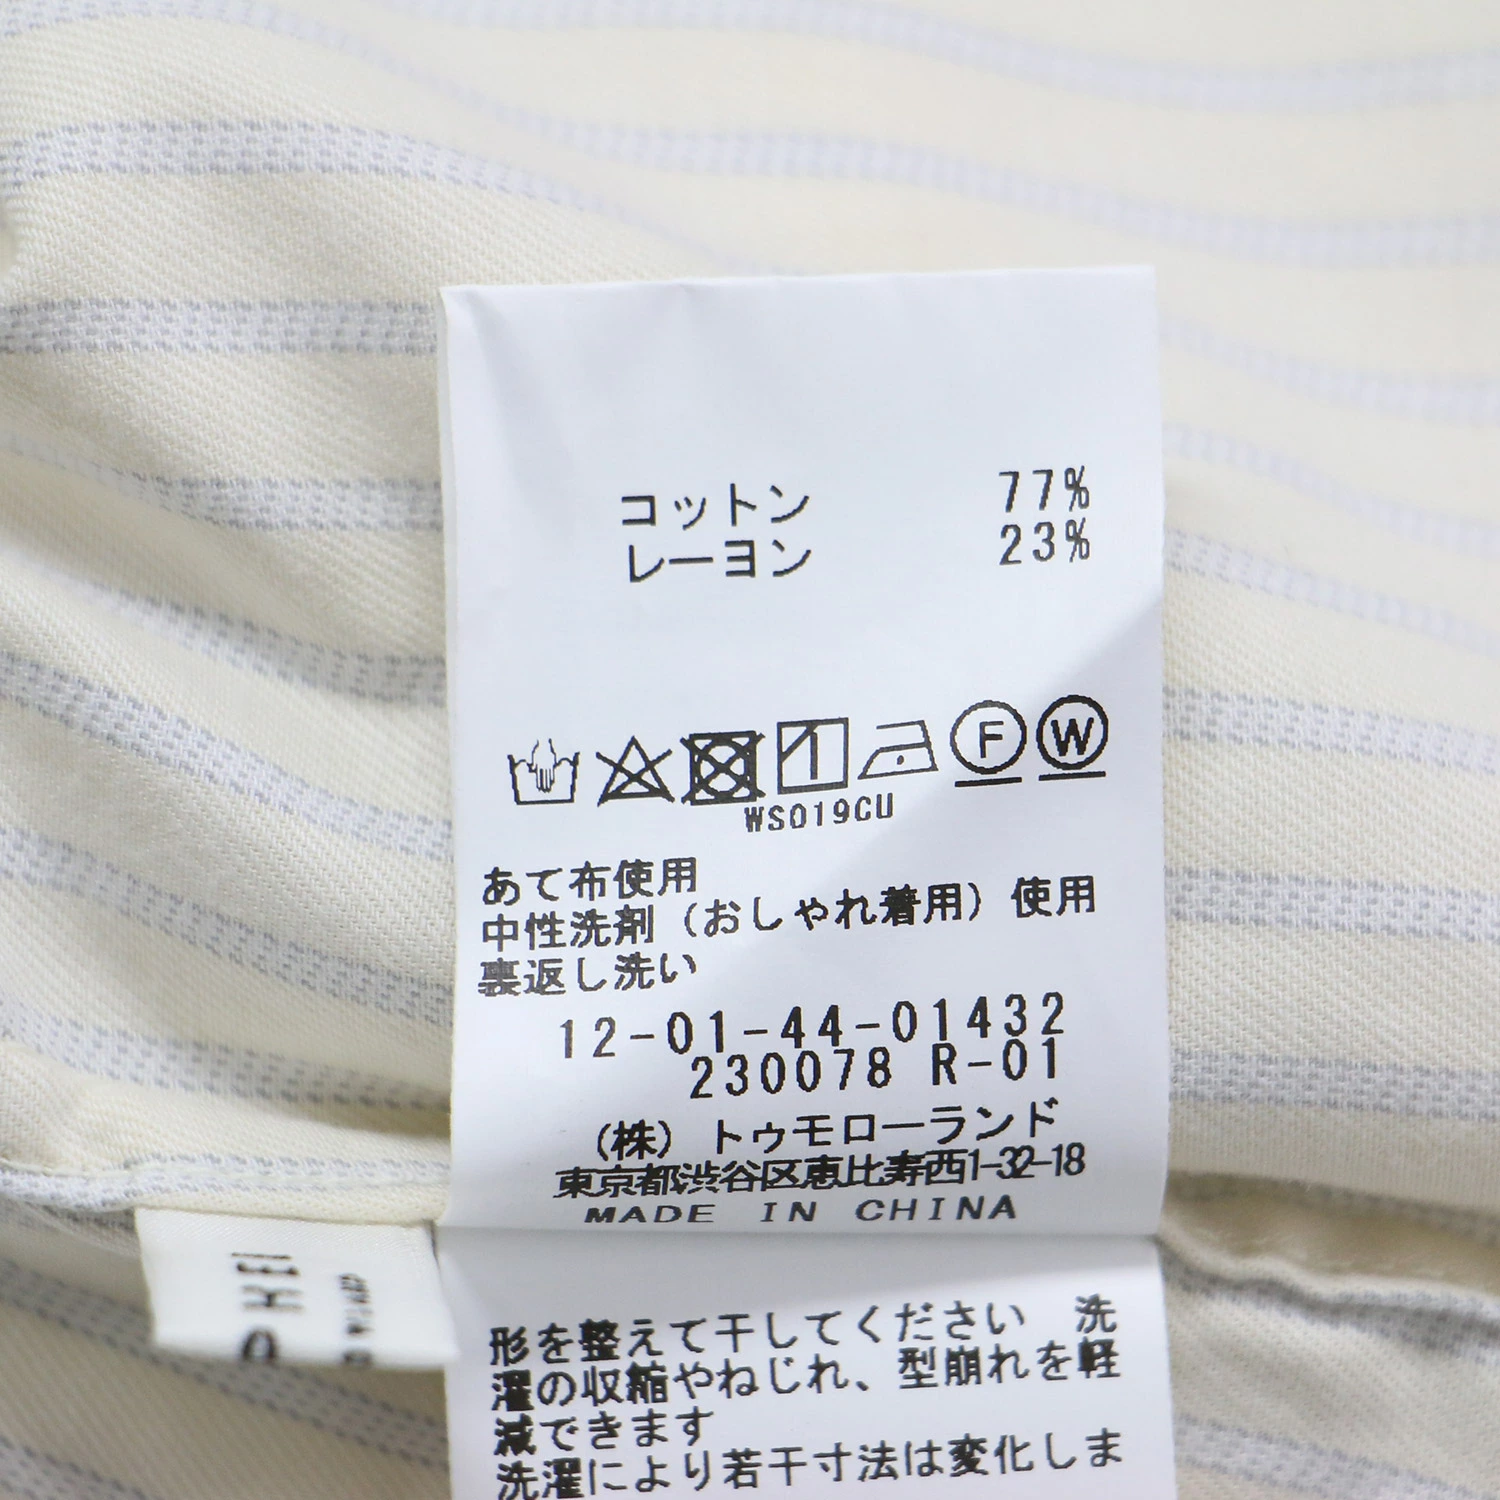 コットン 77%
レーヨン 23%
F W
WS019CU
あて布使用
中性洗剤（おしゃれ着用）使用
裏返し洗い
12-01-44-01432
230078 R-01
（株）トゥモローランド
東京都渋谷区恵比寿西1-32-18
MADE IN CHINA
形を整えて干してください 洗
濯の収縮やねじれ、型崩れを軽
減できます
洗濯により若干寸法は変化しま